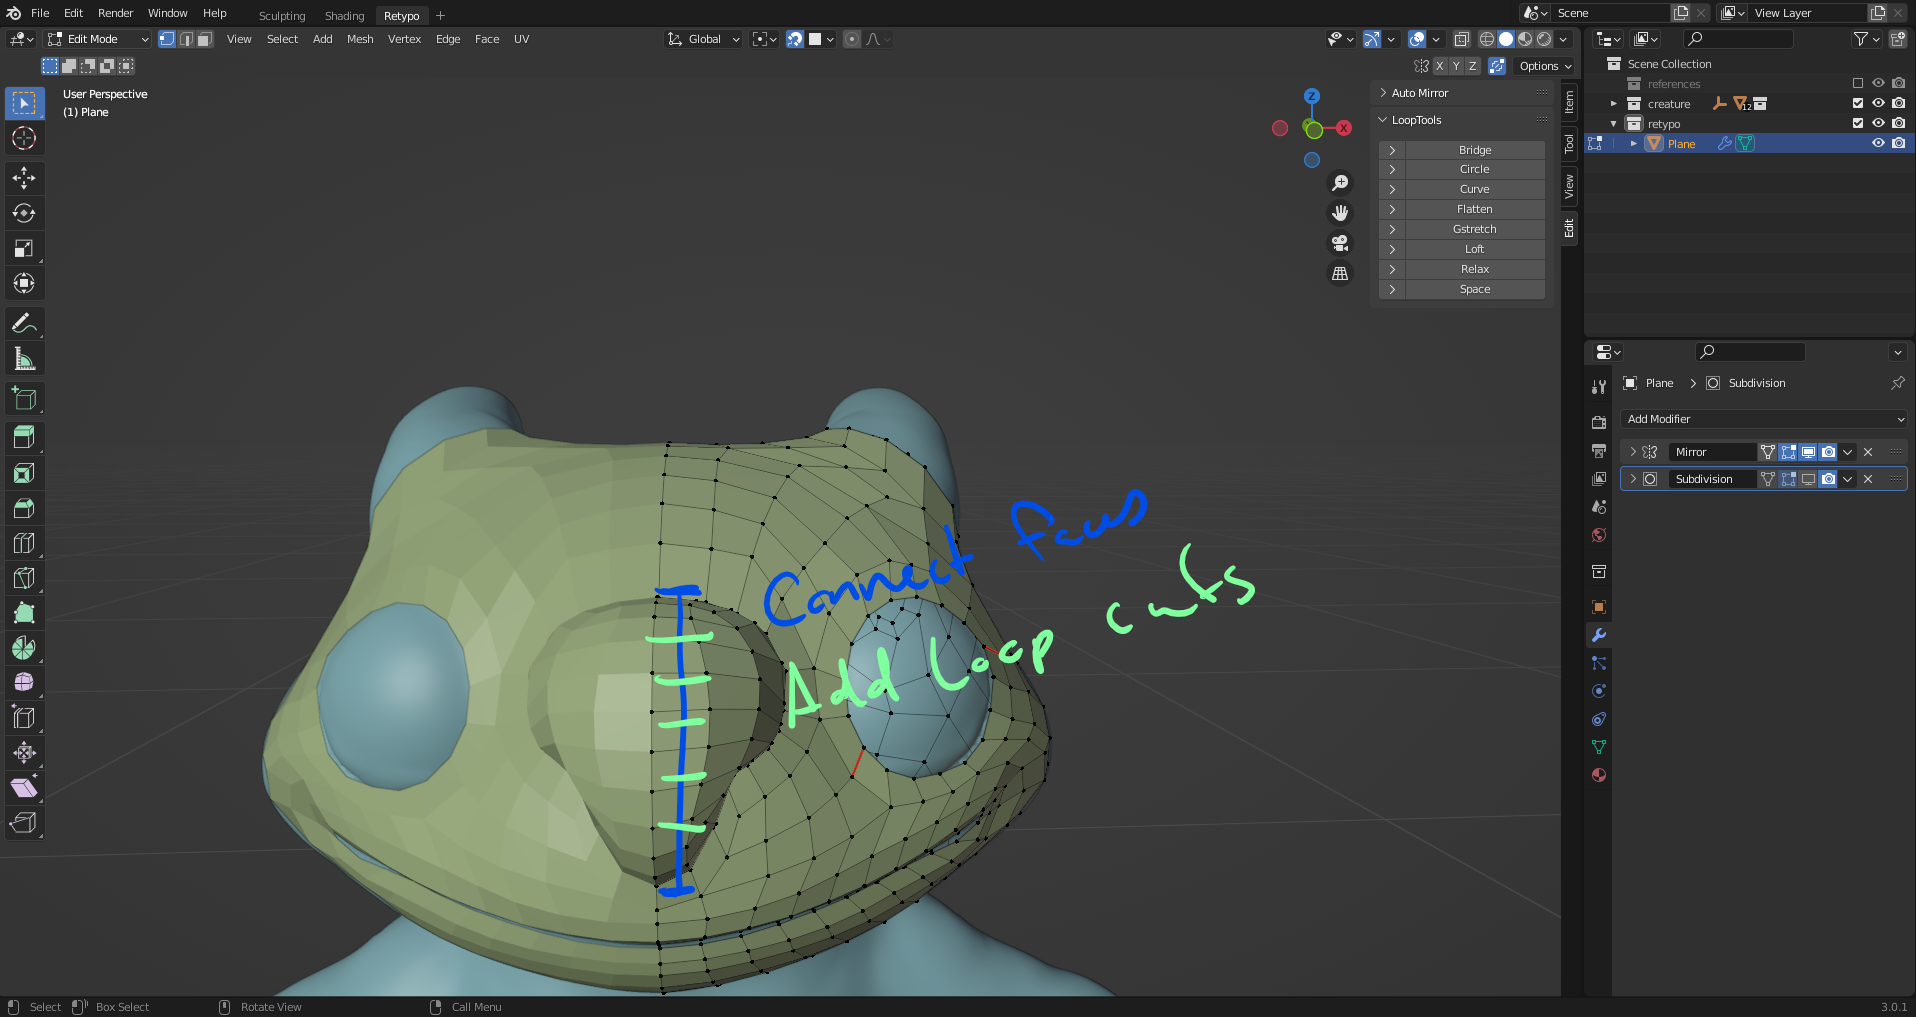 File Edit Render Window Help Sculpting Shading Retypo + Scene View Layer
Edit Mode View Select Add Mesh Vertex Edge Face UV Global
X Y Z Options
User Perspective
(1) Plane
Z
X
Auto Mirror
LoopTools
Bridge
Circle
Curve
Flatten
Gstretch
Loft
Relax
Space
Item
Tool
View
Edit
Scene Collection
references
creature 12
retypo
Plane
Plane > Subdivision
Add Modifier
Mirror
Subdivision
Connect faces
Add Loop cuts
Select Box Select Rotate View Call Menu 3.0.1